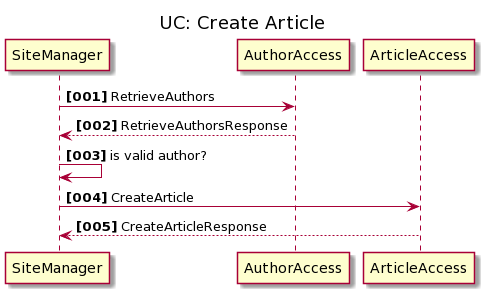 UC: Create Article
SiteManager AuthorAccess ArticleAccess
[001] RetrieveAuthors
[002] RetrieveAuthorsResponse
[003] is valid author?
[004] CreateArticle
[005] CreateArticleResponse
SiteManager AuthorAccess ArticleAccess